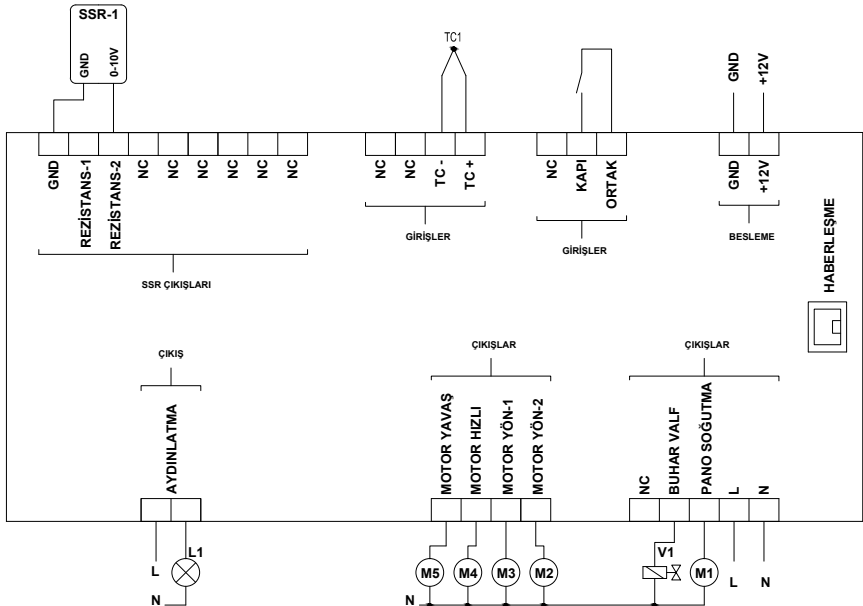 SSR-1
GND
0-10V
TC1
GND
+12V
GND
REZİSTANS-1
REZİSTANS-2
NC
NC
NC
NC
NC
NC
SSR ÇIKIŞLARI
NC
NC
TC -
TC +
GİRİŞLER
NC
KAPI
ORTAK
GİRİŞLER
GND
+12V
BESLEME
HABERLEŞME
ÇIKIŞ
AYDINLATMA
L
L1
N
ÇIKIŞLAR
MOTOR YAVAŞ
MOTOR HIZLI
MOTOR YÖN-1
MOTOR YÖN-2
M5
M4
M3
M2
N
ÇIKIŞLAR
NC
BUHAR VALF
PANO SOĞUTMA
L
N
V1
M1
L
N